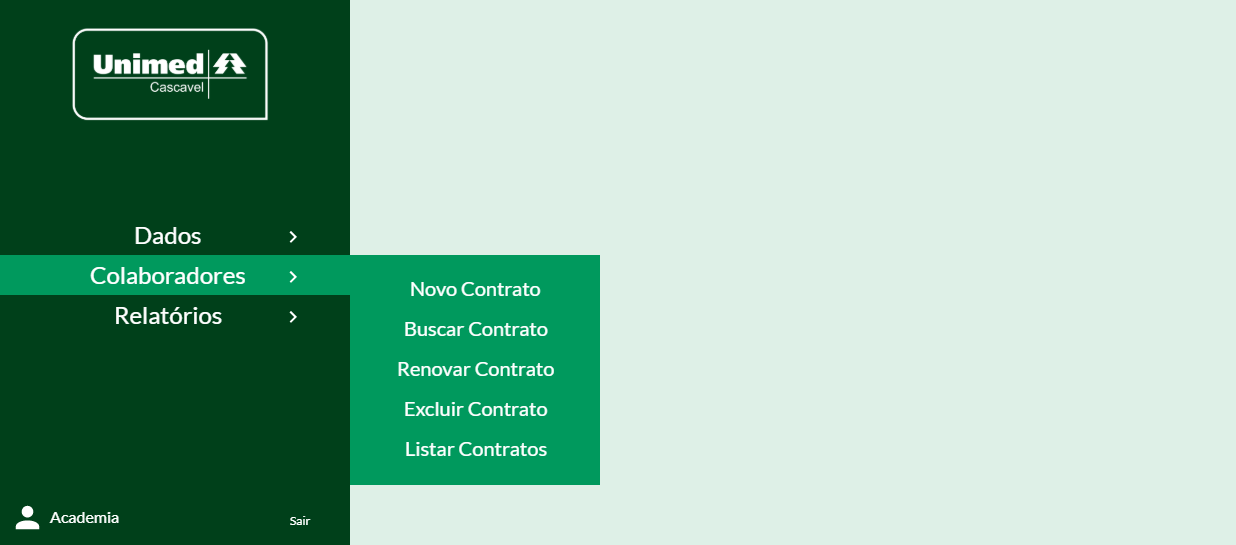 Unimed
Cascavel
Dados
Colaboradores
Relatórios
Novo Contrato
Buscar Contrato
Renovar Contrato
Excluir Contrato
Listar Contratos
Academia
Sair